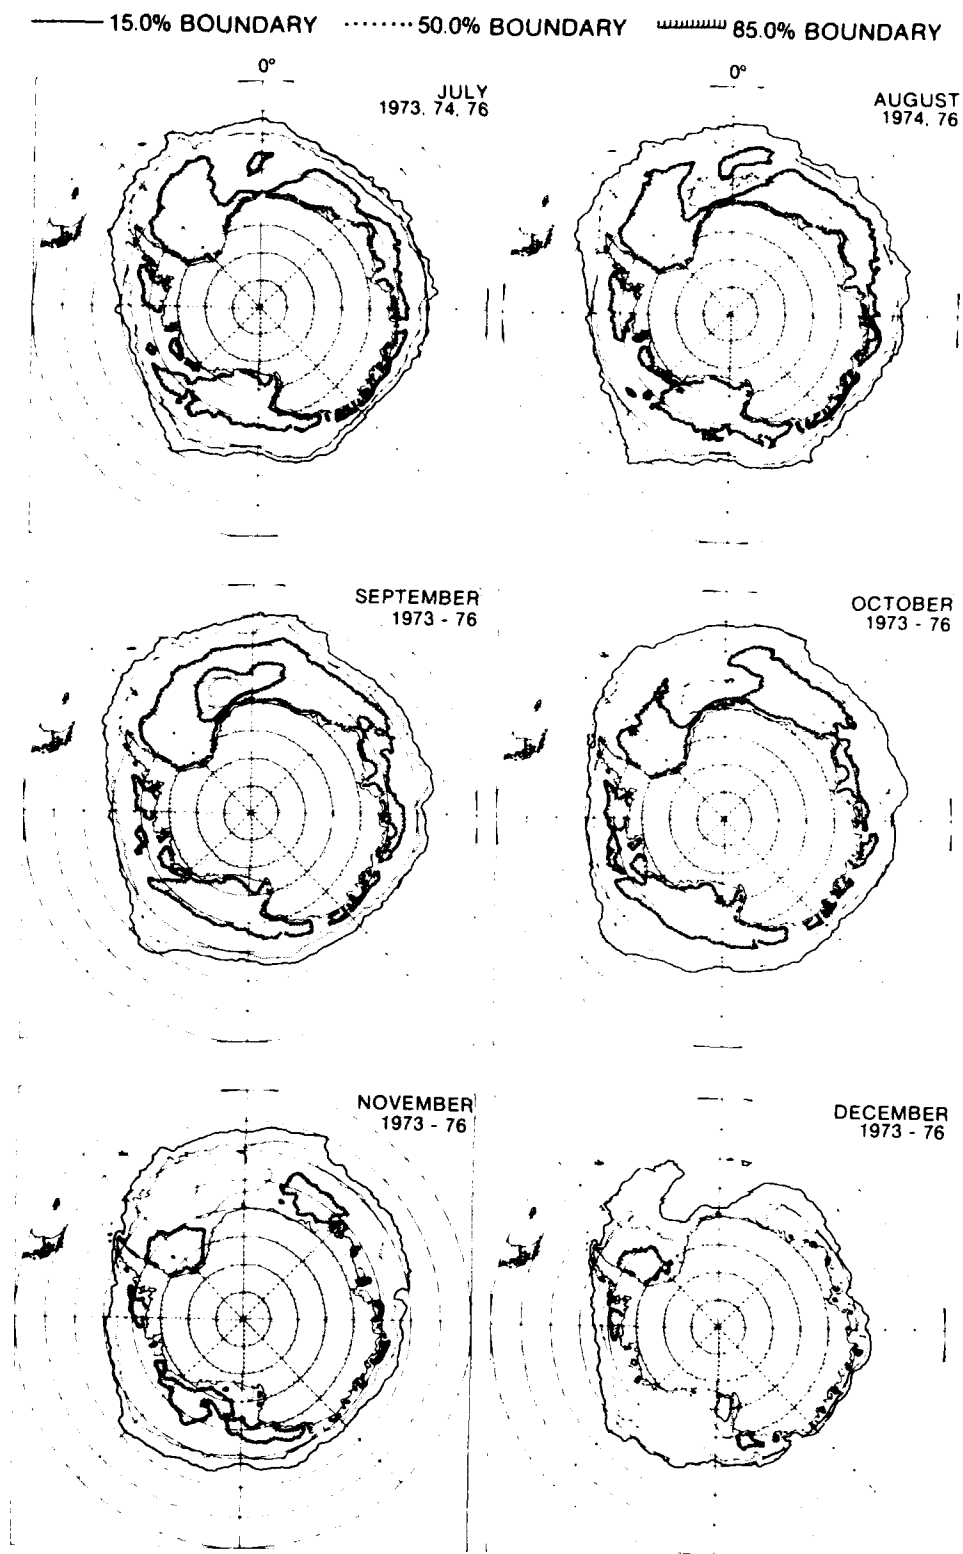 15.0% BOUNDARY 50.0% BOUNDARY 85.0% BOUNDARY
0°
JULY
1973, 74, 76
0°
AUGUST
1974, 76
SEPTEMBER
1973 - 76
OCTOBER
1973 - 76
NOVEMBER
1973 - 76
DECEMBER
1973 - 76